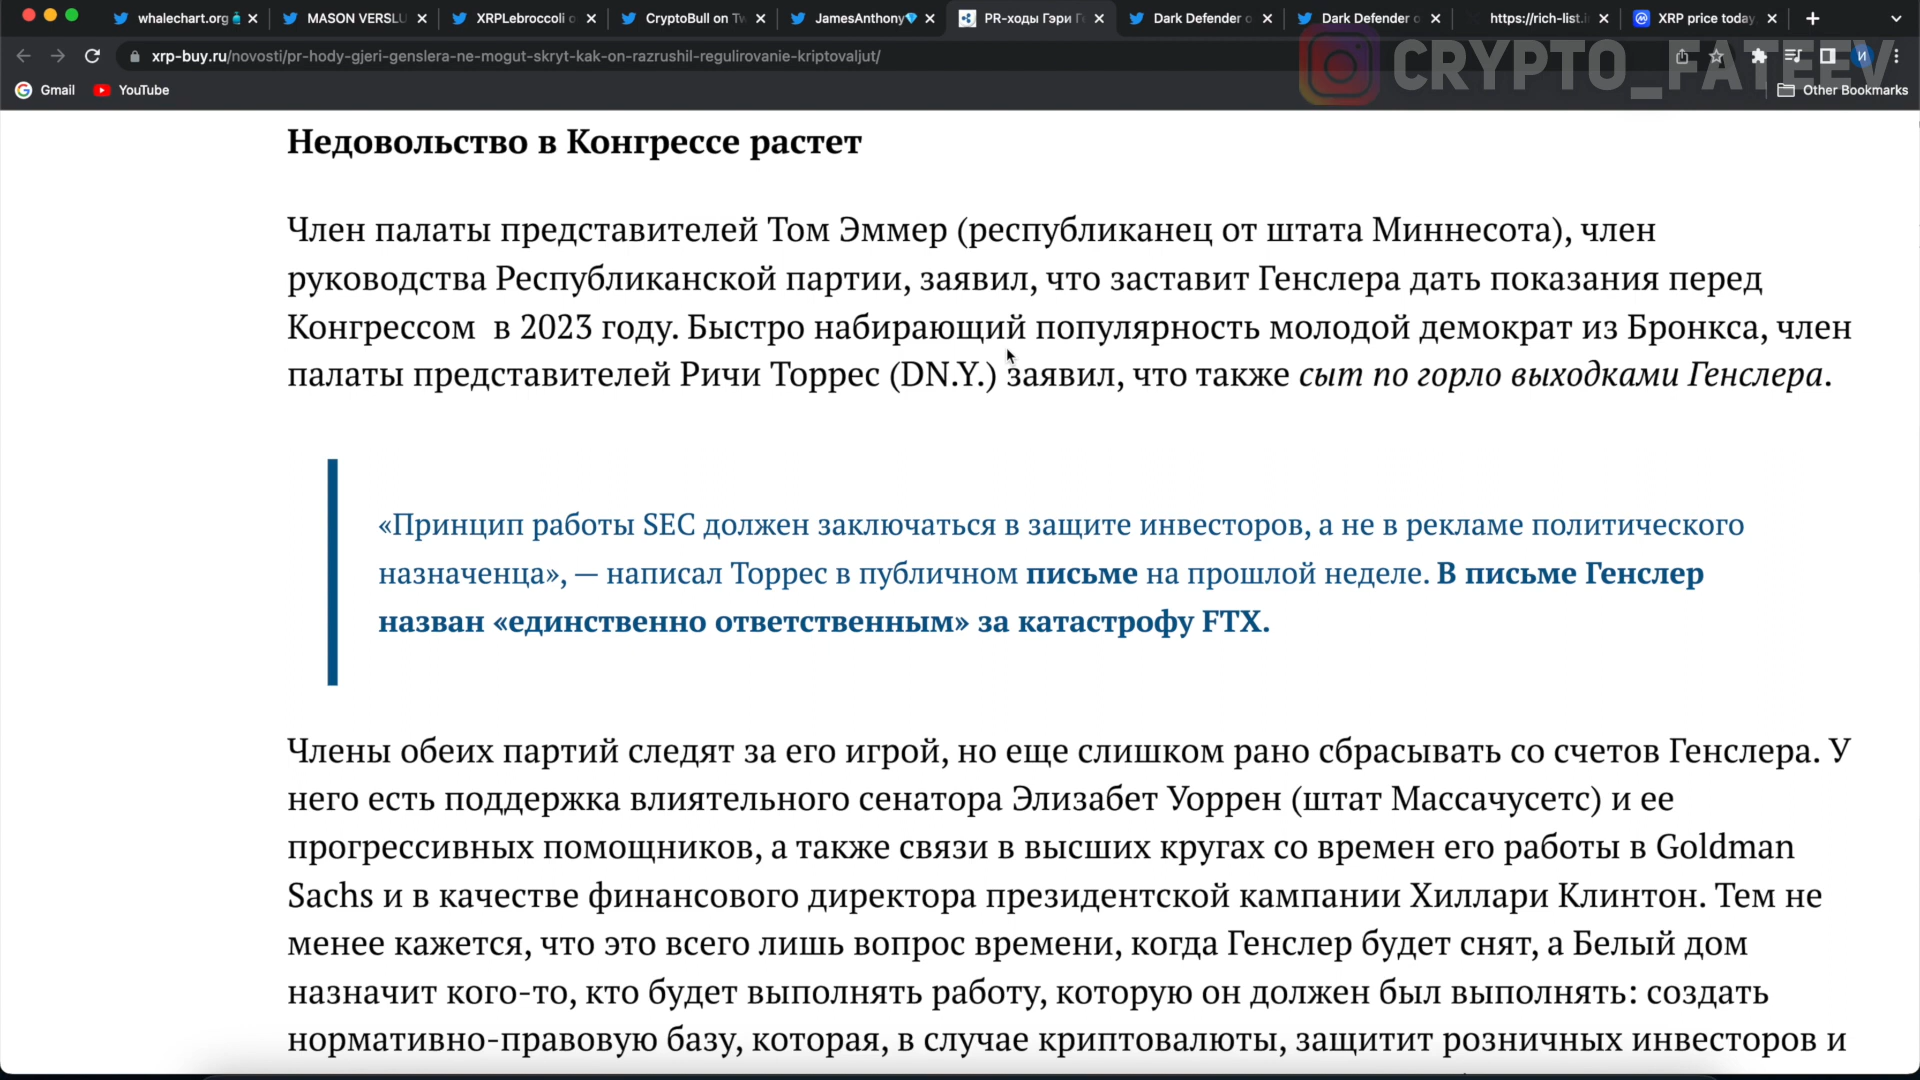 whalechart.org
MASON VERSLU
XRPLebroccoli o
CryptoBull on Tw
JamesAnthony
PR-ходы Гэри Г
Dark Defender o
Dark Defender o
https://rich-list.i
XRP price today,
xrp-buy.ru/novosti/pr-hody-gjeri-genslera-ne-mogut-skryt-kak-on-razrushil-regulirovanie-kriptovaljut/
И
CRYPTO_FATEEV
Gmail
YouTube
Other Bookmarks
Недовольство в Конгрессе растет
Член палаты представителей Том Эммер (республиканец от штата Миннесота), член
руководства Республиканской партии, заявил, что заставит Генслера дать показания перед
Конгрессом в 2023 году. Быстро набирающий популярность молодой демократ из Бронкса, член
палаты представителей Ричи Торрес (DN.Y.) заявил, что также сыт по горло выходками Генслера.
«Принцип работы SEC должен заключаться в защите инвесторов, а не в рекламе политического
назначенца», — написал Торрес в публичном письме на прошлой неделе. В письме Генслер
назван «единственно ответственным» за катастрофу FTX.
Члены обеих партий следят за его игрой, но еще слишком рано сбрасывать со счетов Генслера. У
него есть поддержка влиятельного сенатора Элизабет Уоррен (штат Массачусетс) и ее
прогрессивных помощников, а также связи в высших кругах со времен его работы в Goldman
Sachs и в качестве финансового директора президентской кампании Хиллари Клинтон. Тем не
менее кажется, что это всего лишь вопрос времени, когда Генслер будет снят, а Белый дом
назначит кого-то, кто будет выполнять работу, которую он должен был выполнять: создать
нормативно-правовую базу, которая, в случае криптовалюты, защитит розничных инвесторов и